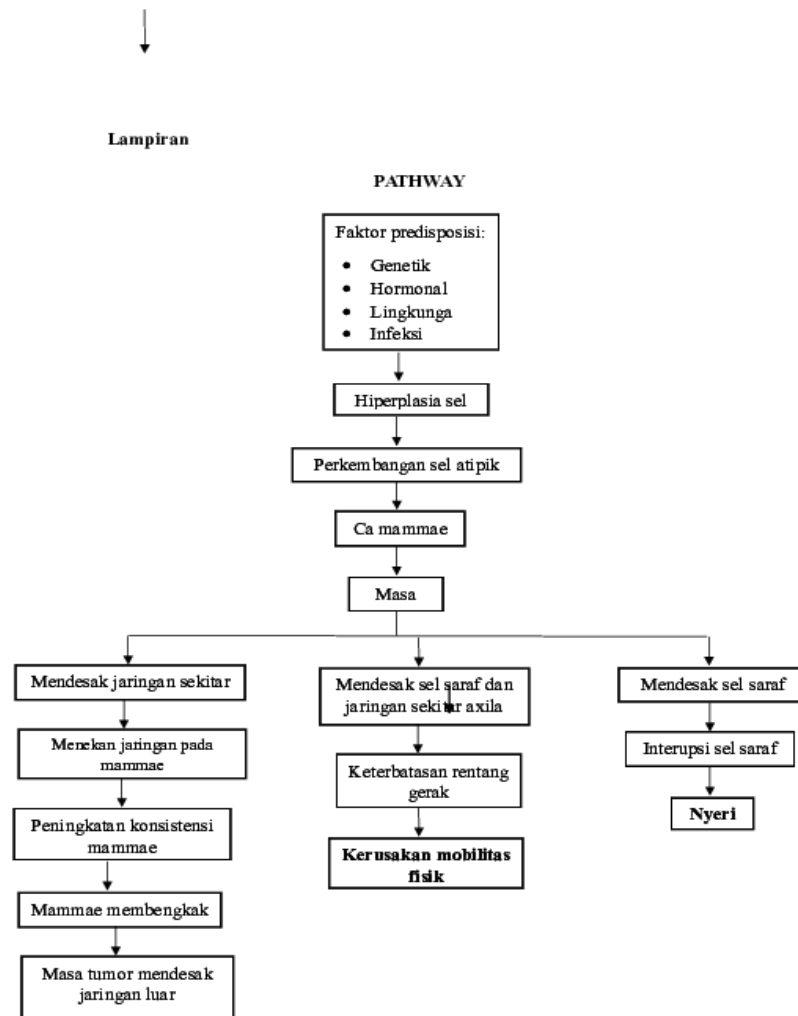 Lampiran
PATHWAY
Faktor predisposisi:
• Genetik
• Hormonal
• Lingkunga
• Infeksi
Hiperplasia sel
Perkembangan sel atipik
Ca mammae
Masa
Mendesak jaringan sekitar
Menekan jaringan pada
mammae
Peningkatan konsistensi
mammae
Mammae membengkak
Masa tumor mendesak
jaringan luar
Mendesak sel saraf dan
jaringan sekitar axila
Keterbatasan rentang
gerak
Kerusakan mobilitas
fisik
Mendesak sel saraf
Interupsi sel saraf
Nyeri